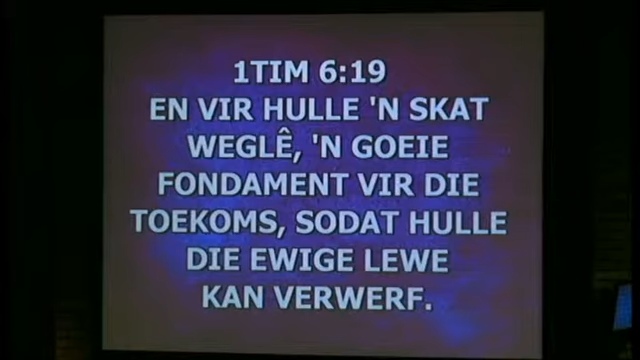 1TIM 6:19
EN VIR HULLE 'N SKAT
WEGLÊ, 'N GOEIE
FONDAMENT VIR DIE
TOEKOMS, SODAT HULLE
DIE EWIGE LEWE
KAN VERWERF.